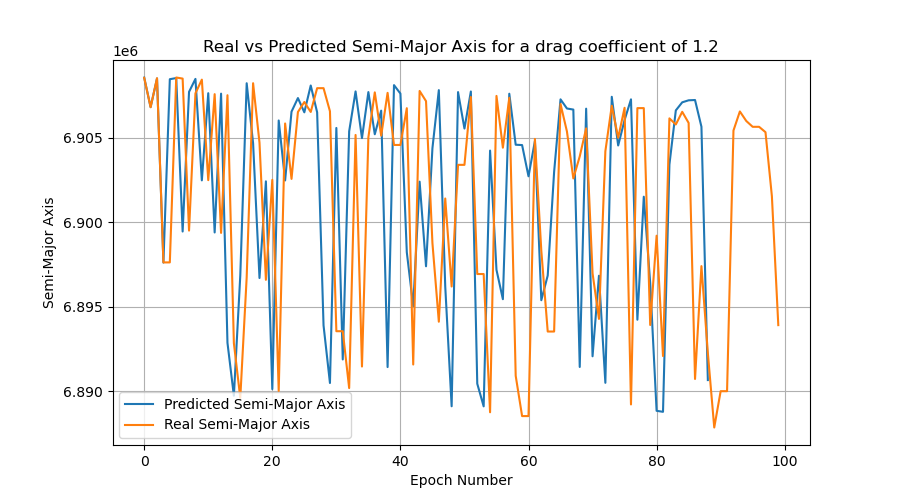 Real vs Predicted Semi-Major Axis for a drag coefficient of 1.2
1e6
6.905
6.900
6.895
6.890
Semi-Major Axis
Predicted Semi-Major Axis
Real Semi-Major Axis
0 20 40 60 80 100
Epoch Number